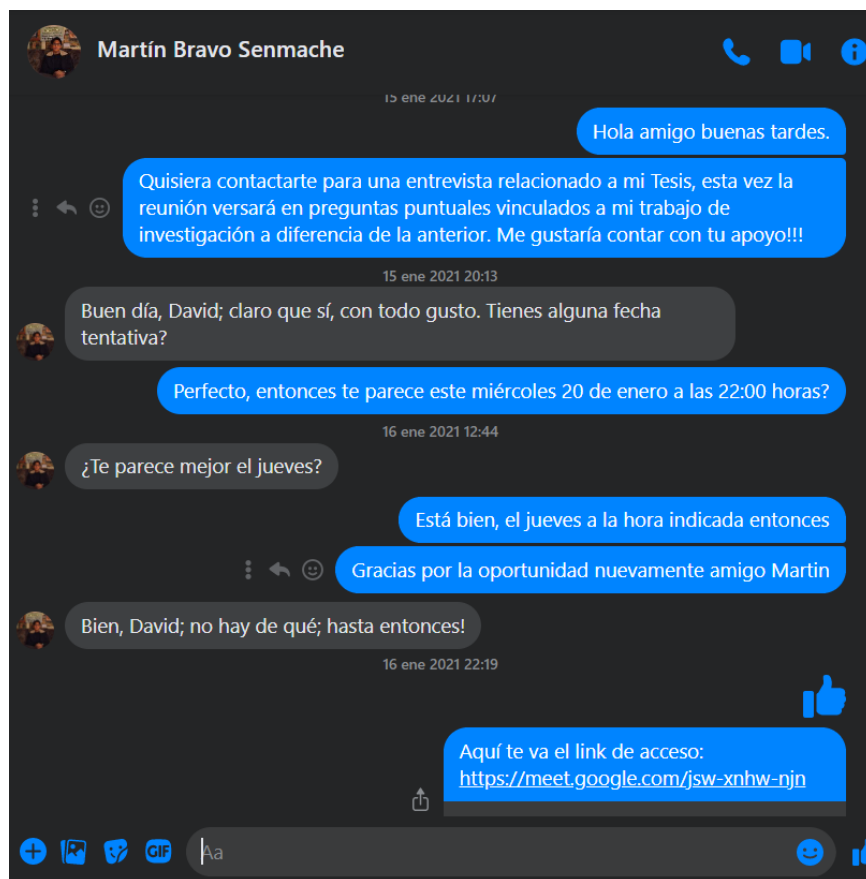 Martín Bravo Senmache
15 ene 2021 17:07
Hola amigo buenas tardes.
Quisiera contactarte para una entrevista relacionado a mi Tesis, esta vez la
reunión versará en preguntas puntuales vinculados a mi trabajo de
investigación a diferencia de la anterior. Me gustaría contar con tu apoyo!!!
15 ene 2021 20:13
Buen día, David; claro que sí, con todo gusto. Tienes alguna fecha
tentativa?
Perfecto, entonces te parece este miércoles 20 de enero a las 22:00 horas?
16 ene 2021 12:44
¿Te parece mejor el jueves?
Está bien, el jueves a la hora indicada entonces
Gracias por la oportunidad nuevamente amigo Martin
Bien, David; no hay de qué; hasta entonces!
16 ene 2021 22:19
Aquí te va el link de acceso:
https://meet.google.com/jsw-xnhw-njn
GIF
Aa